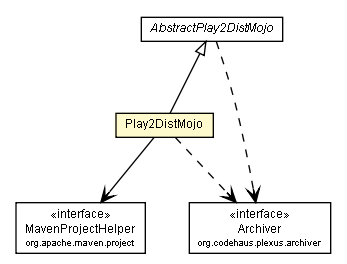 AbstractPlay2DistMojo
Play2DistMojo
«interface»
MavenProjectHelper
org.apache.maven.project
«interface»
Archiver
org.codehaus.plexus.archiver